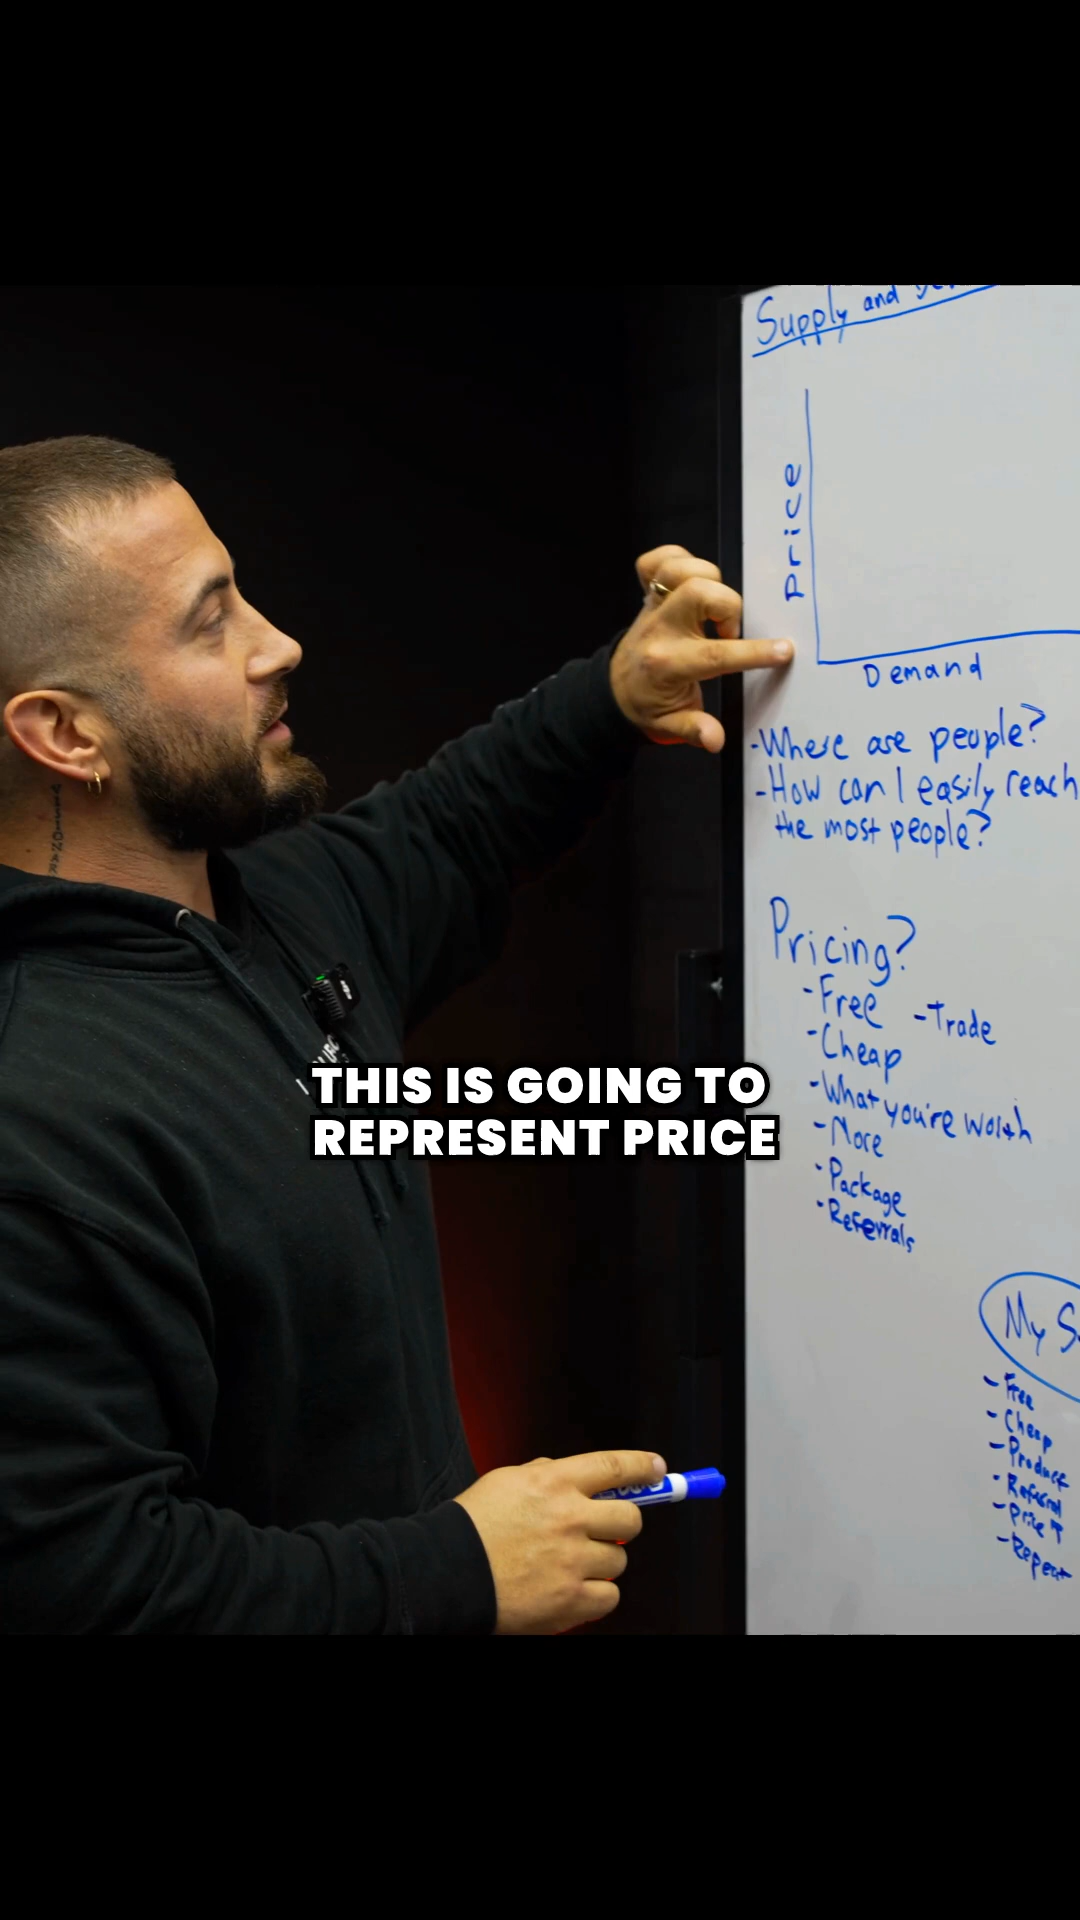 Supply and
Price
Demand
-Where are people?
-How can I easily reach
the most people?
Pricing?
-Free
-Trade
-Cheap
-What you're worth
-More
-Package
-Referrals
THIS IS GOING TO
REPRESENT PRICE
My
-Free
-Cheap
-Product
-Referral
-Price ↑
-Repeat